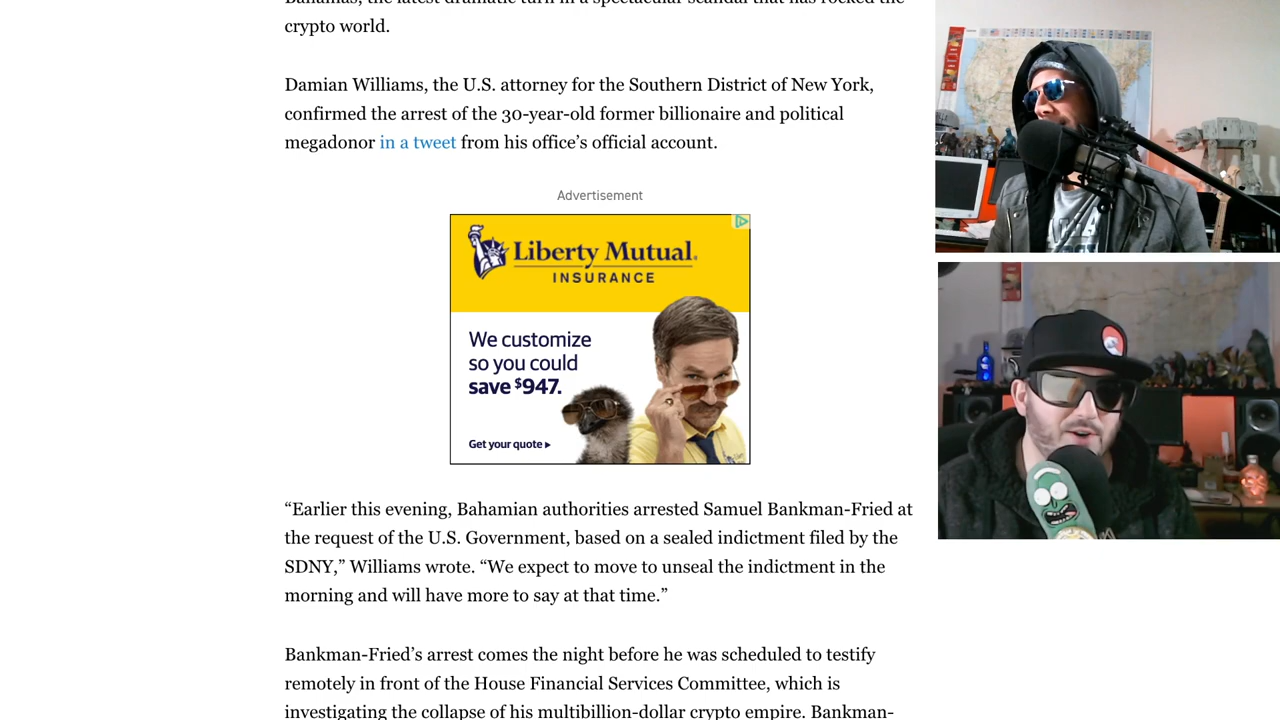 Bahamas, the latest dramatic turn in a spectacular scandal that has rocked the
crypto world.
Damian Williams, the U.S. attorney for the Southern District of New York,
confirmed the arrest of the 30-year-old former billionaire and political
megadonor in a tweet from his office’s official account.
Advertisement
Liberty Mutual.
INSURANCE
We customize
so you could
save $947.
Get your quote
“Earlier this evening, Bahamian authorities arrested Samuel Bankman-Fried at
the request of the U.S. Government, based on a sealed indictment filed by the
SDNY,” Williams wrote. “We expect to move to unseal the indictment in the
morning and will have more to say at that time.”
Bankman-Fried’s arrest comes the night before he was scheduled to testify
remotely in front of the House Financial Services Committee, which is
investigating the collapse of his multibillion-dollar crypto empire. Bankman-